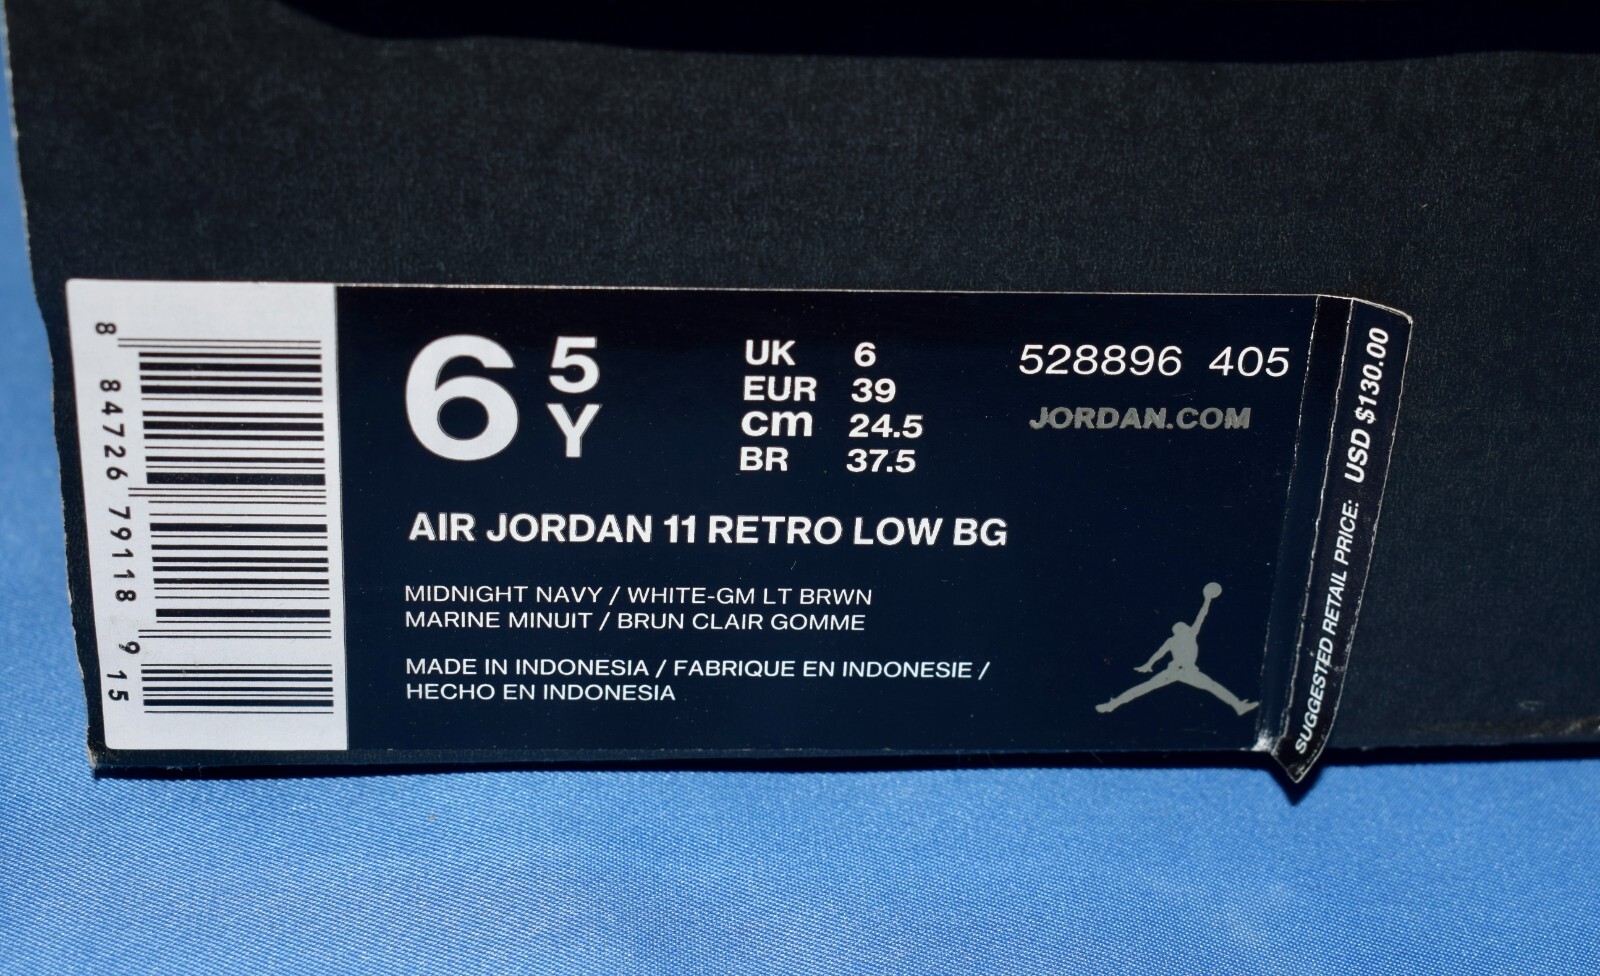 8 84726 79118 9 15
6 5
Y
UK 6
EUR 39
cm 24.5
BR 37.5
528896 405
JORDAN.COM
AIR JORDAN 11 RETRO LOW BG
MIDNIGHT NAVY / WHITE-GM LT BRWN
MARINE MINUIT / BRUN CLAIR GOMME
MADE IN INDONESIA / FABRIQUE EN INDONESIE /
HECHO EN INDONESIA
SUGGESTED RETAIL PRICE: USD $130.00